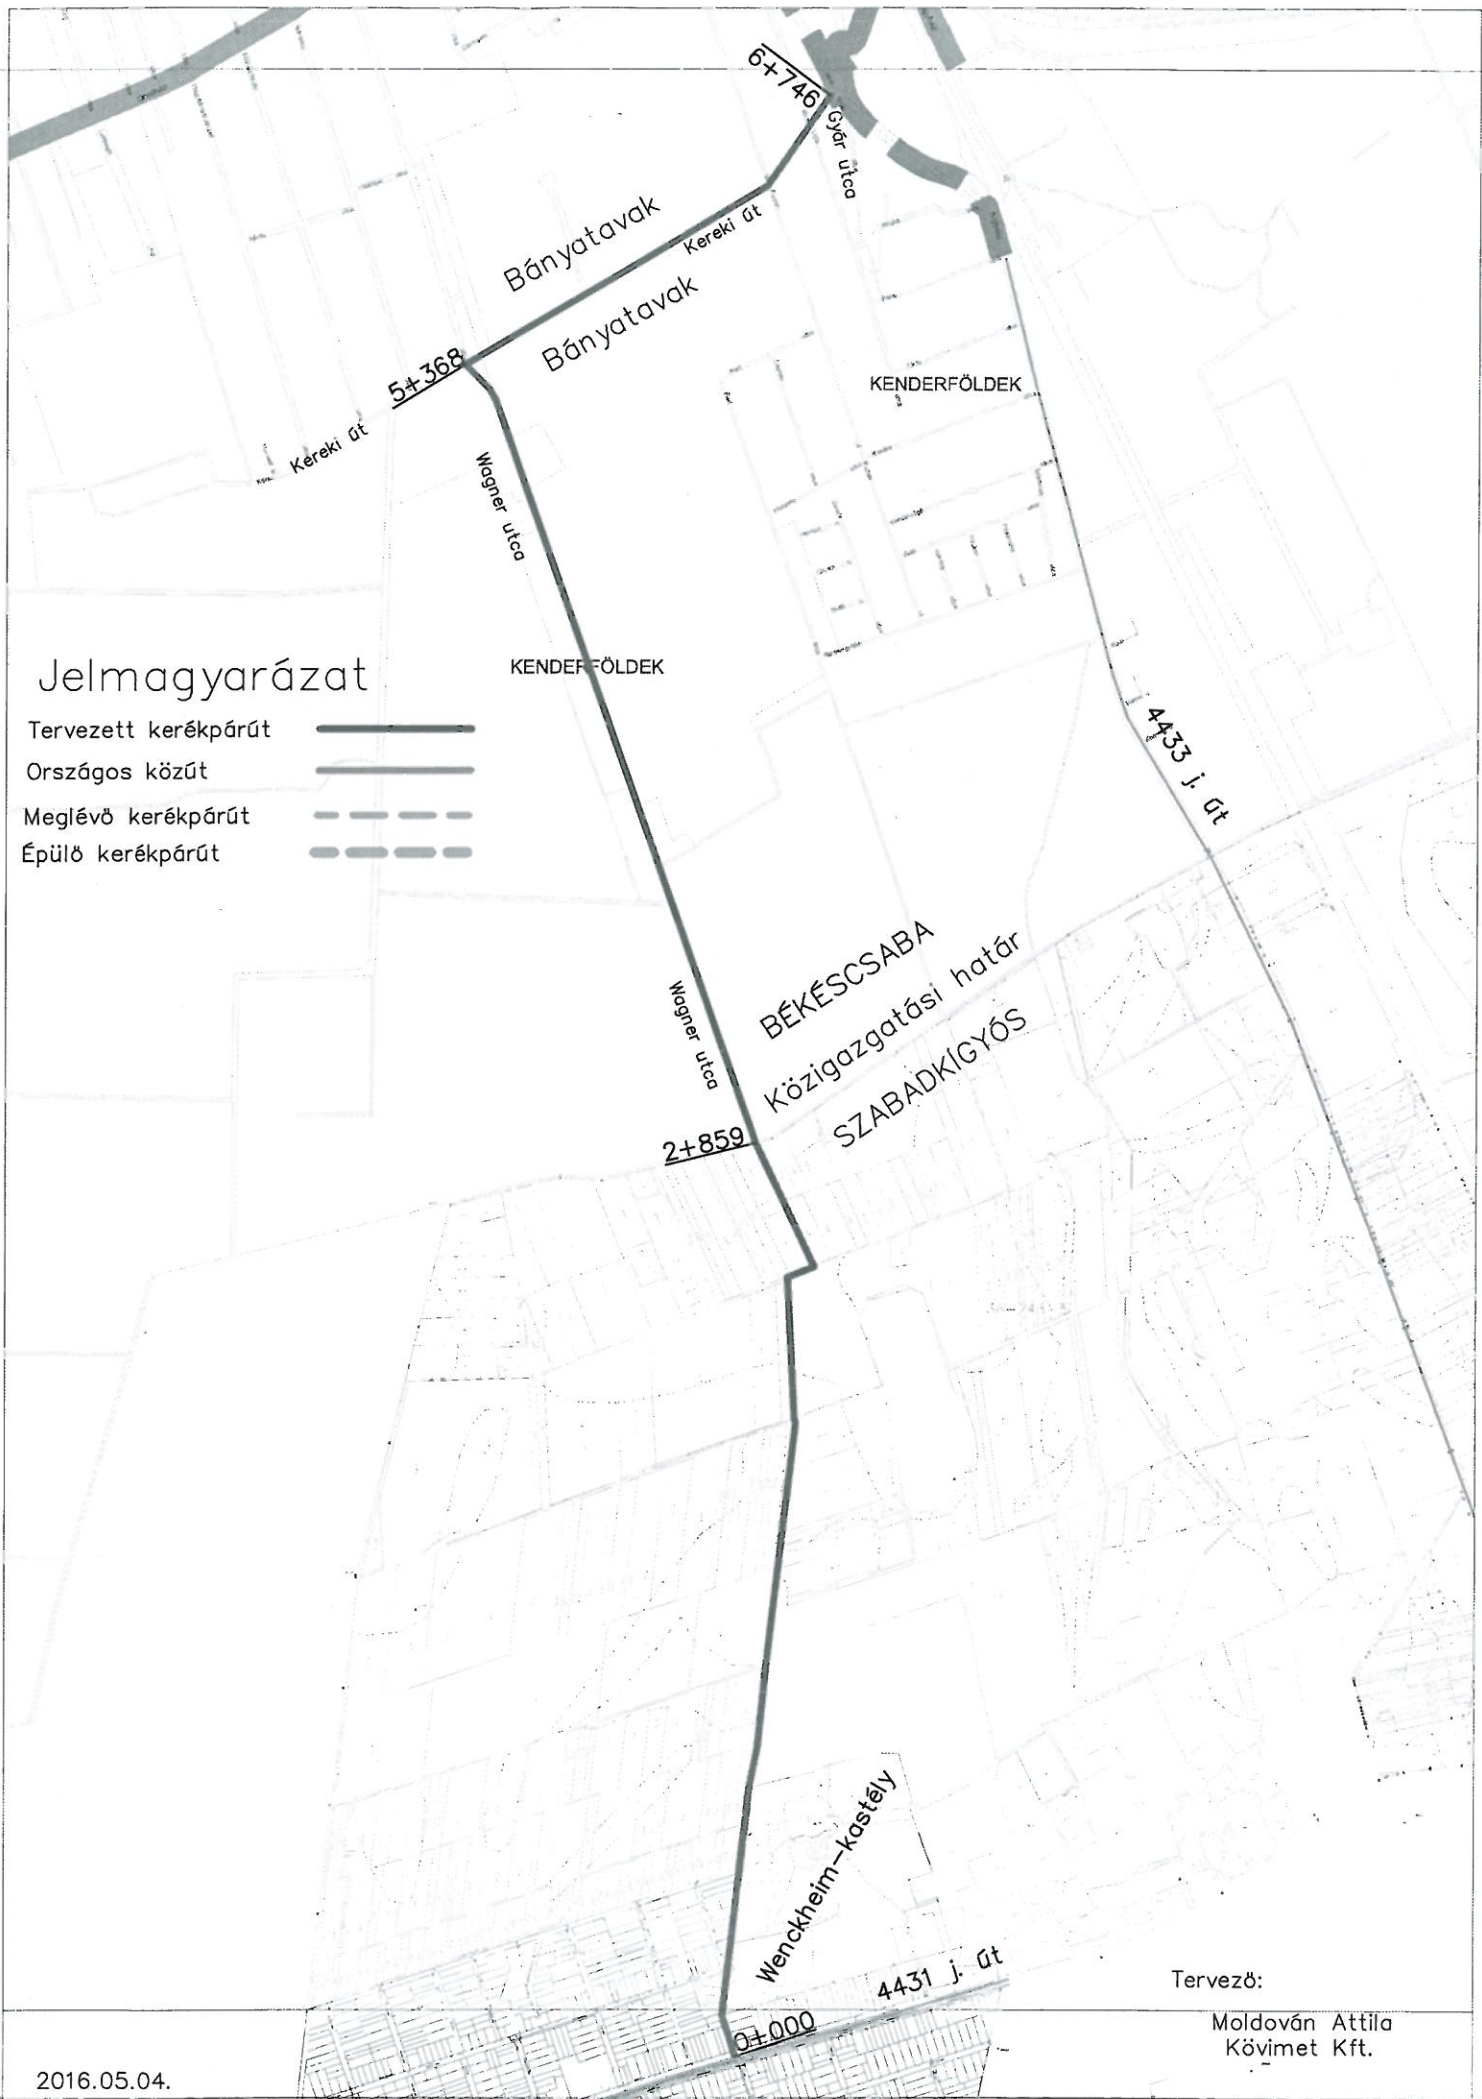 6+746
Gyár utca
Bányatavak
Kereki út
Bányatavak
5+368
KENDERFÖLDEK
Kereki út
Wagner utca
Jelmagyarázat
KENDERFÖLDEK
Tervezett kerékpárút
Országos közút
Meglévő kerékpárút
Épülő kerékpárút
4433 j. út
BÉKÉSCSABA
Közigazgatási határ
SZABADKÍGYÓS
Wagner utca
2+859
Wenckheim-kastély
4431 j. út
0+000
Tervező:
Moldován Attila
Kövimet Kft.
2016.05.04.